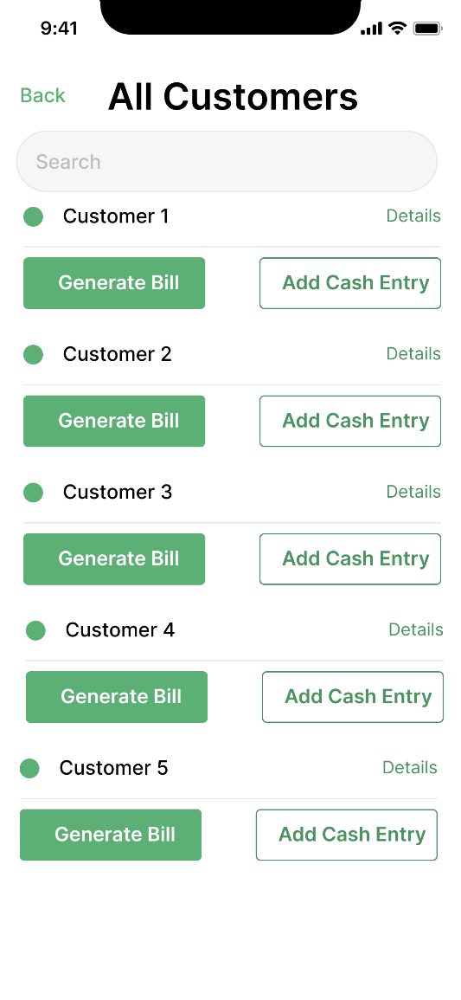 9:41
Back All Customers
Search
Customer 1 Details
Generate Bill Add Cash Entry
Customer 2 Details
Generate Bill Add Cash Entry
Customer 3 Details
Generate Bill Add Cash Entry
Customer 4 Details
Generate Bill Add Cash Entry
Customer 5 Details
Generate Bill Add Cash Entry